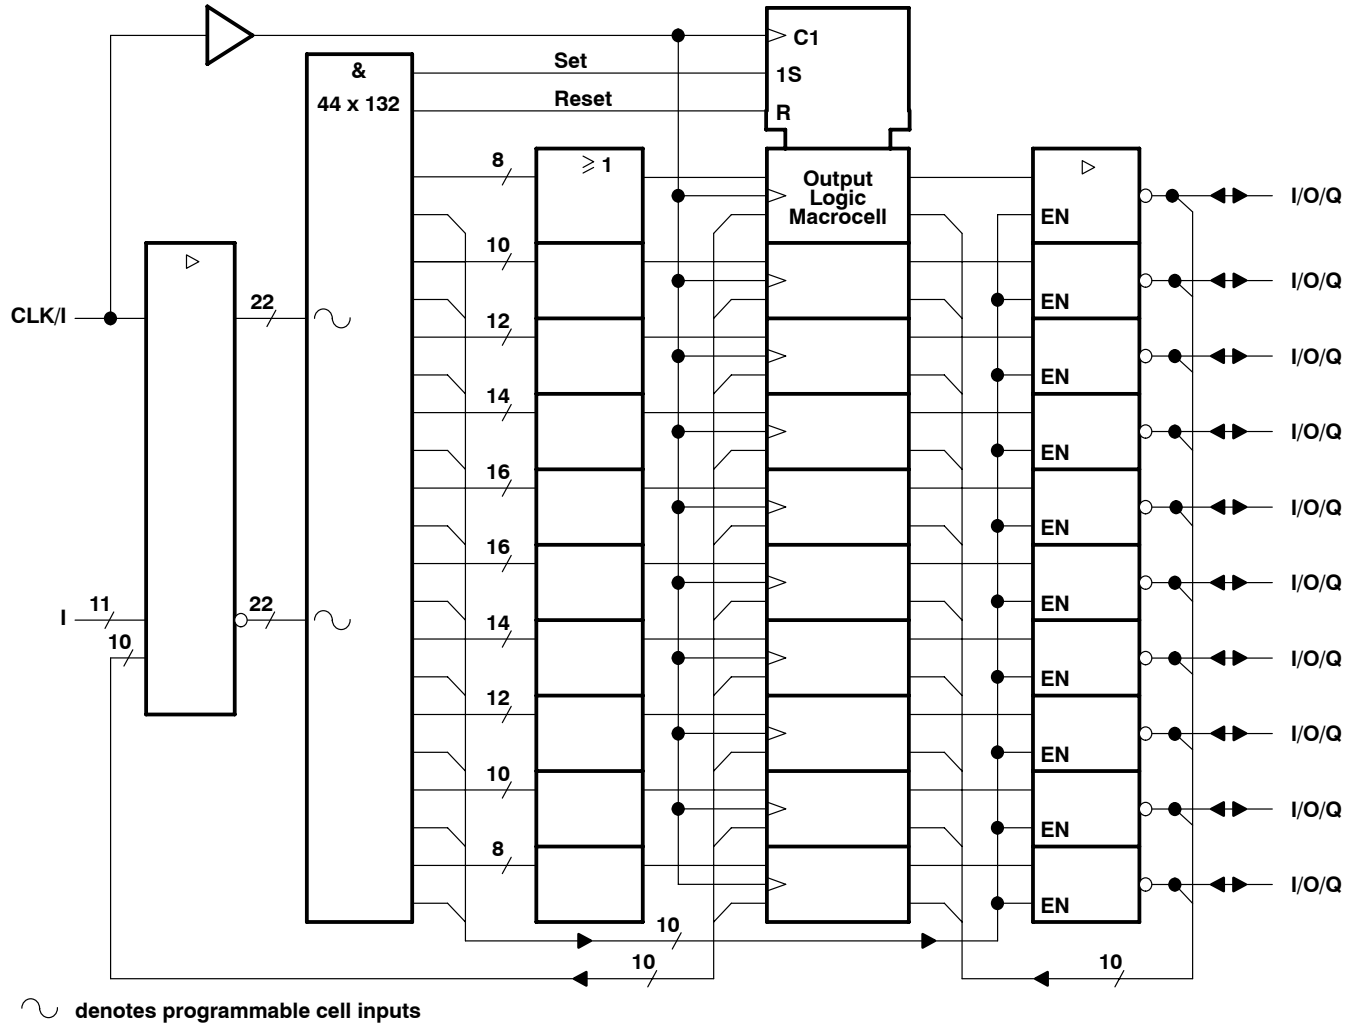 C1
&
Set
1S
44 x 132
Reset
R
8
≥ 1
Output
Logic
Macrocell
▷
I/O/Q
EN
10
▷
I/O/Q
EN
CLK/I
22
12
I/O/Q
EN
14
I/O/Q
EN
16
I/O/Q
EN
16
I/O/Q
EN
I
11
22
10
14
I/O/Q
EN
12
I/O/Q
EN
10
I/O/Q
EN
8
I/O/Q
EN
10
10
10
denotes programmable cell inputs